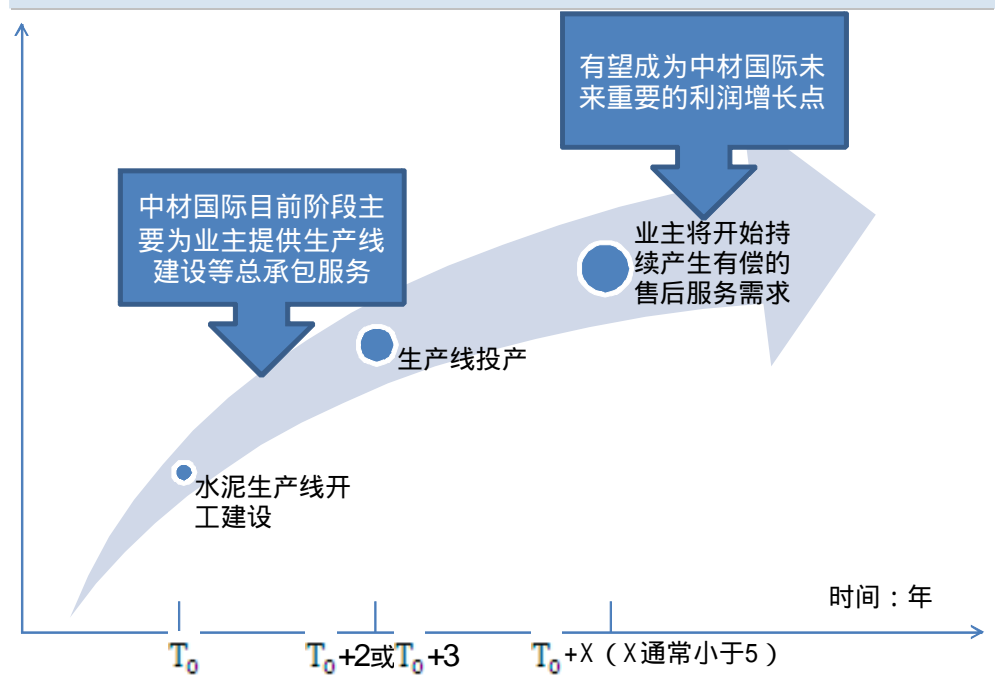 有望成为中材国际未
来重要的利润增长点
中材国际目前阶段主
要为业主提供生产线
建设等总承包服务
业主将开始持
续产生有偿的
售后服务需求
生产线投产
水泥生产线开
工建设
时间：年
T₀
T₀+2或T₀+3
T₀+X（X通常小于5）